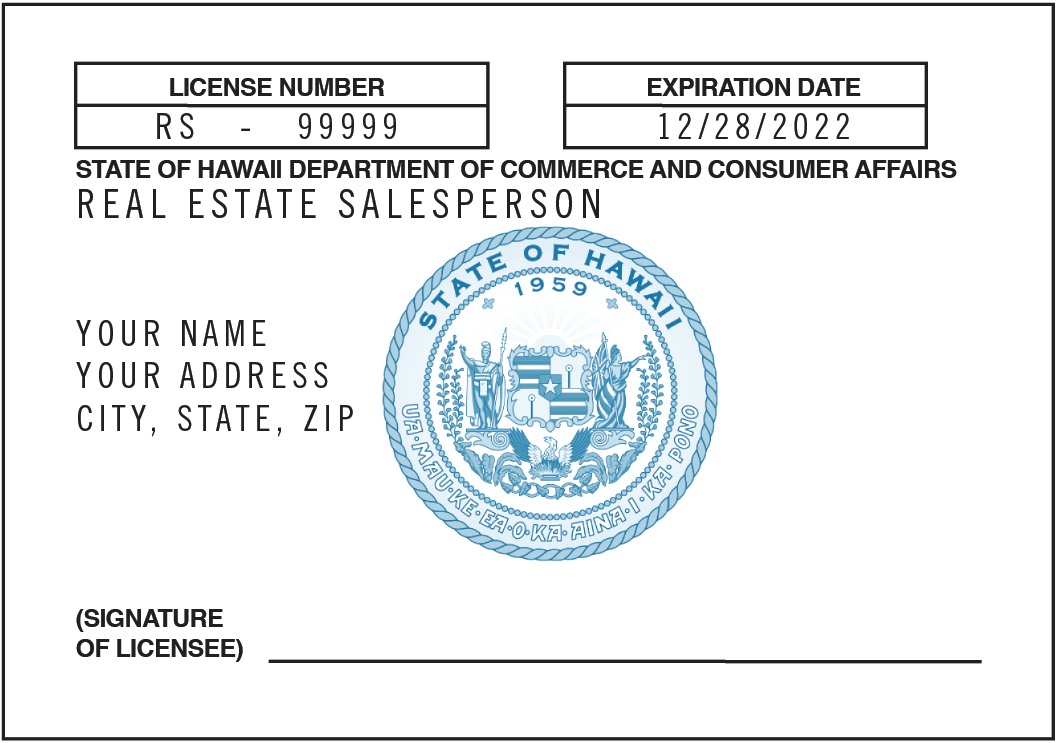 LICENSE NUMBER
RS - 99999
EXPIRATION DATE
12/28/2022
STATE OF HAWAII DEPARTMENT OF COMMERCE AND CONSUMER AFFAIRS
REAL ESTATE SALESPERSON
STATE OF HAWAII
1959
YOUR NAME
YOUR ADDRESS
CITY, STATE, ZIP
UA·MAU·KE·EA·O·KA·AINA·I·KA·PONO
(SIGNATURE
OF LICENSEE)